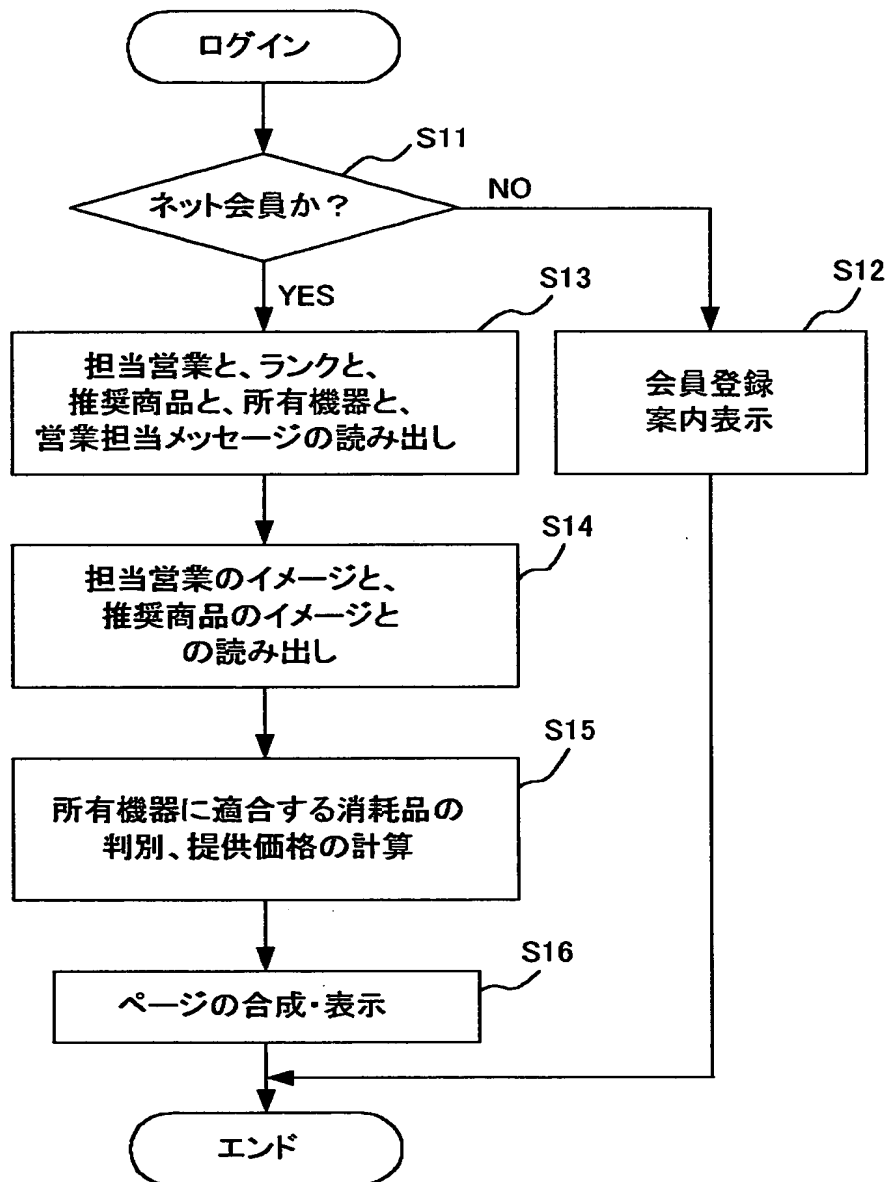 ログイン
S11
ネット会員か？
NO
YES
S13
S12
担当営業と、ランクと、
推奨商品と、所有機器と、
営業担当メッセージの読み出し
会員登録
案内表示
S14
担当営業のイメージと、
推奨商品のイメージと
の読み出し
S15
所有機器に適合する消耗品の
判別、提供価格の計算
S16
ページの合成・表示
エンド